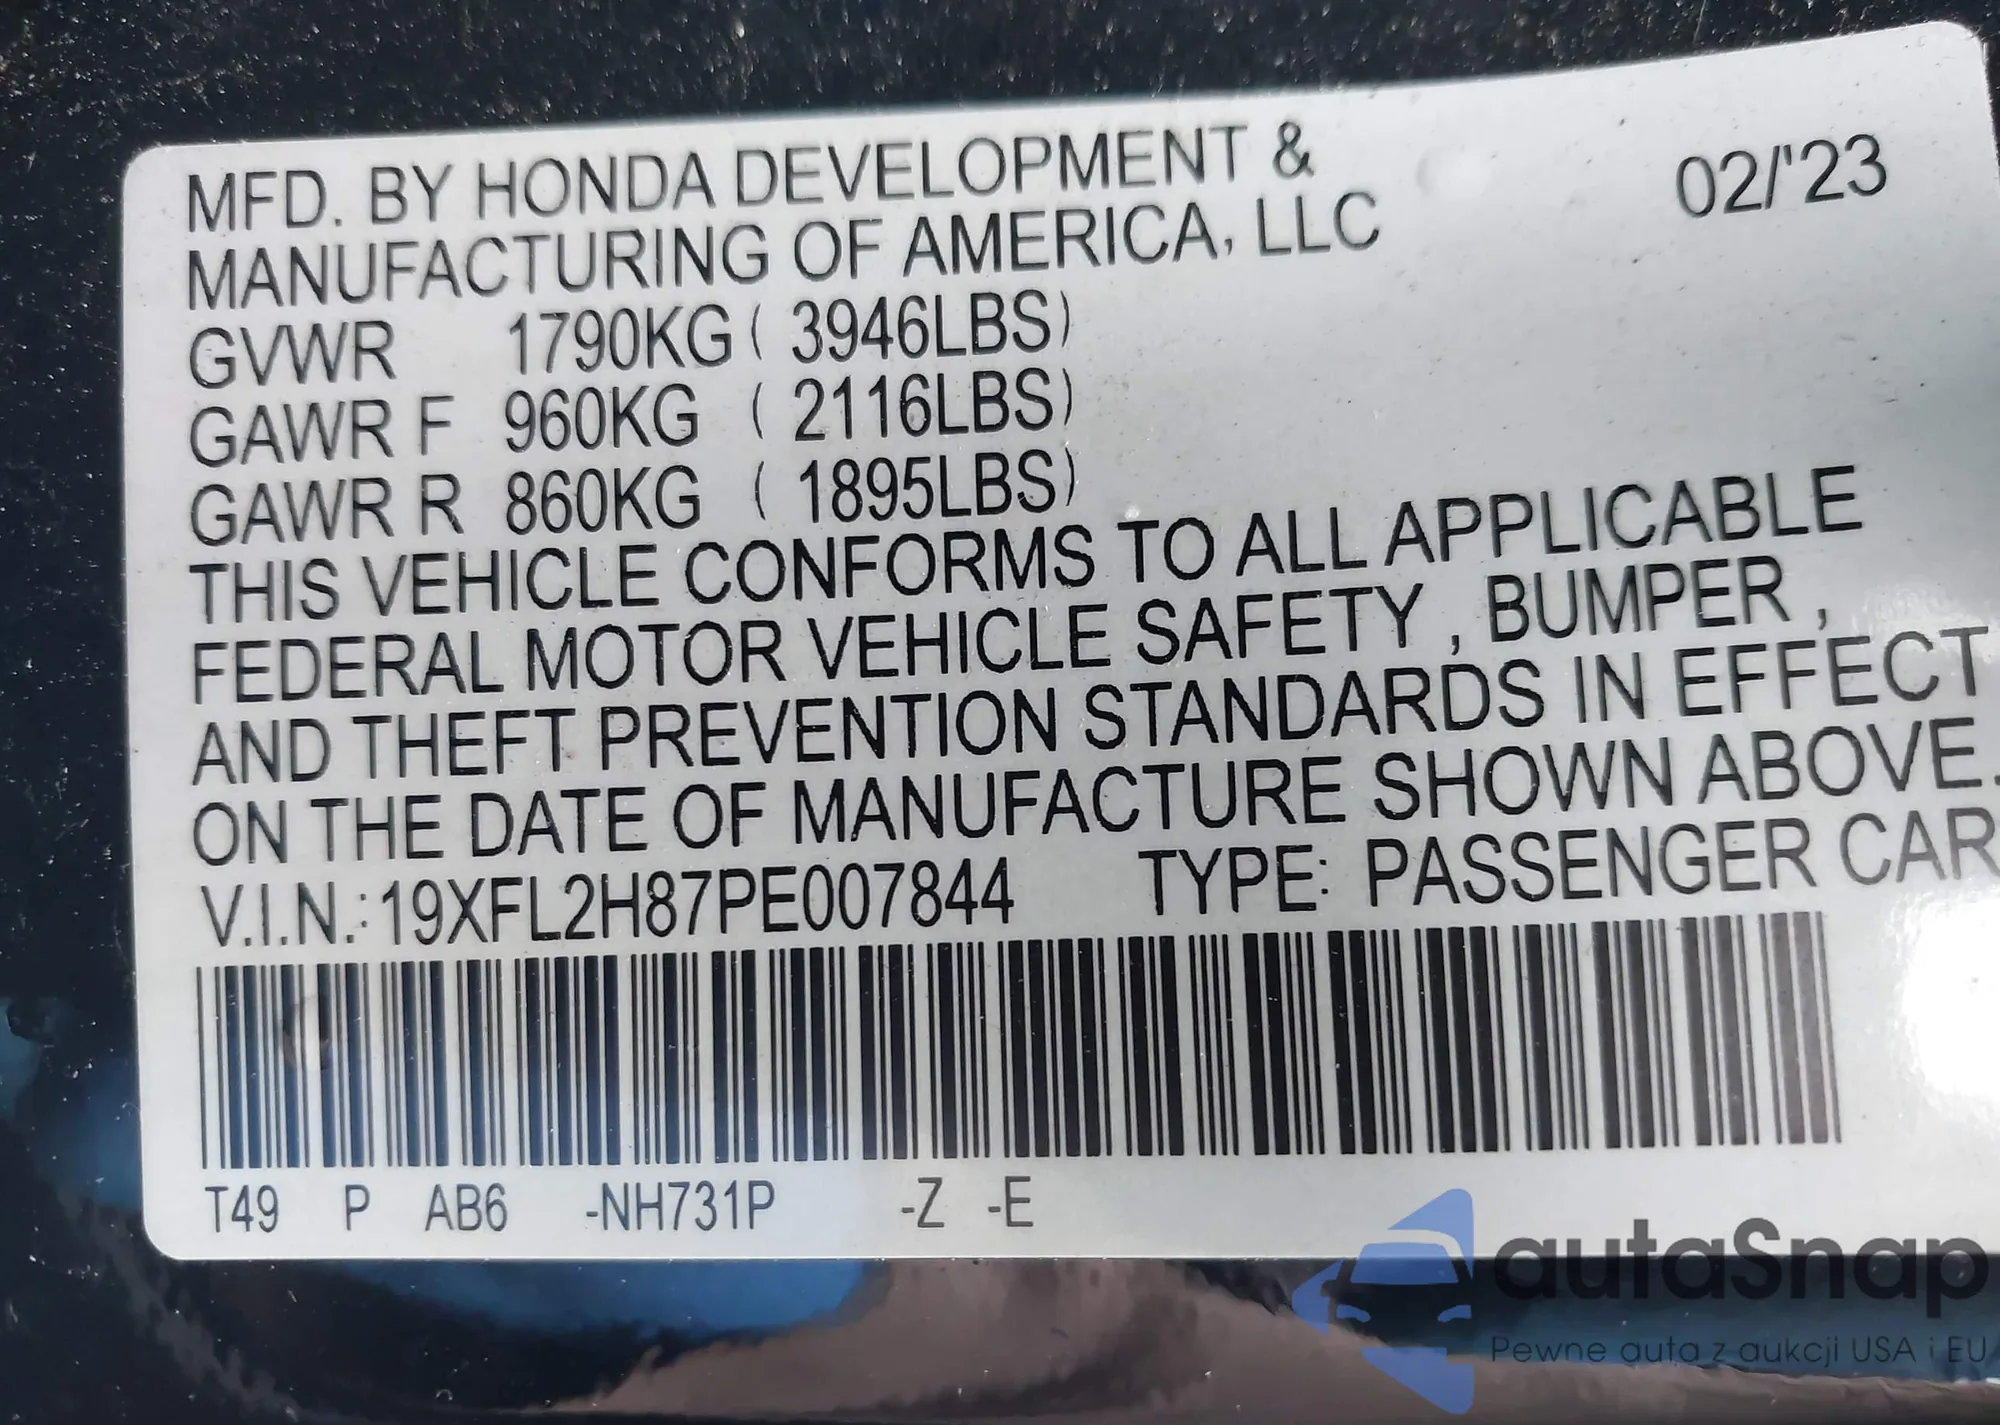 MFD. BY HONDA DEVELOPMENT &
MANUFACTURING OF AMERICA, LLC
02/'23
GVWR 1790KG ( 3946LBS)
GAWR F 960KG ( 2116LBS)
GAWR R 860KG ( 1895LBS)
THIS VEHICLE CONFORMS TO ALL APPLICABLE
FEDERAL MOTOR VEHICLE SAFETY , BUMPER ,
AND THEFT PREVENTION STANDARDS IN EFFECT
ON THE DATE OF MANUFACTURE SHOWN ABOVE.
V.I.N.:19XFL2H87PE007844 TYPE: PASSENGER CAR
T49 P AB6 -NH731P -Z -E
autaSnap
Pewne auta z aukcji USA i EU